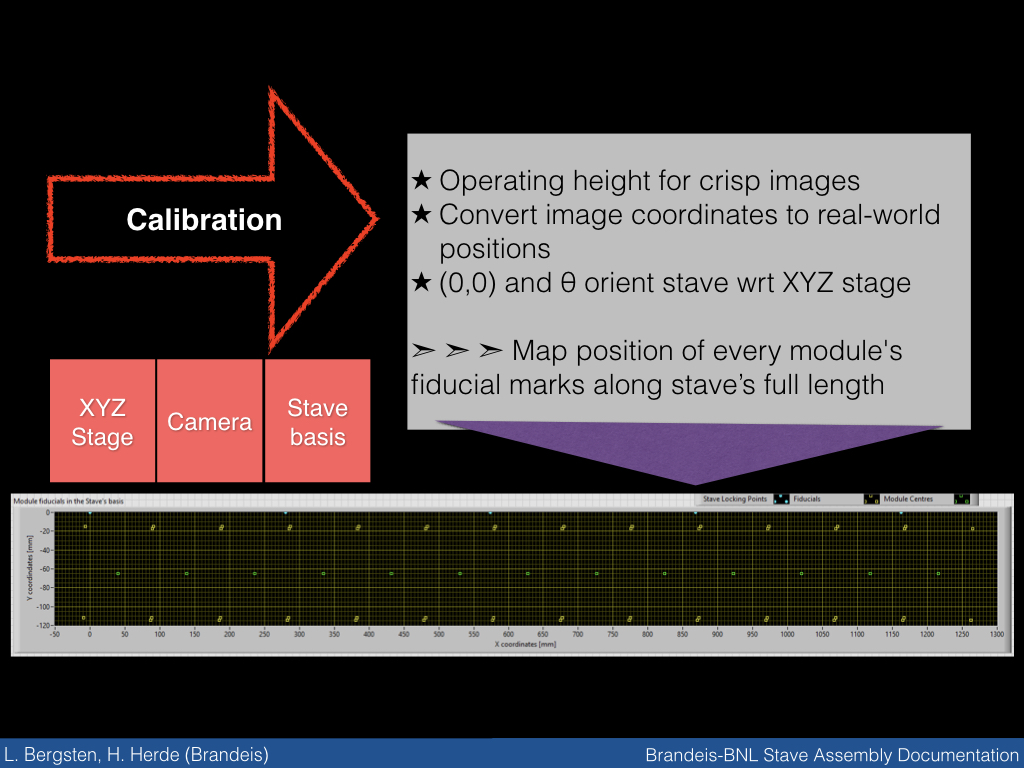 Calibration
★ Operating height for crisp images
★ Convert image coordinates to real-world
positions
★ (0,0) and θ orient stave wrt XYZ stage
➢ ➢ ➢ Map position of every module's
fiducial marks along stave’s full length
XYZ
Stage
Camera
Stave
basis
Module fiducials in the Stave's basis
Stave Locking Points
Fiducials
Module Centres
Y coordindates [mm]
0
-20
-40
-60
-80
-100
-120
-50 0 50 100 150 200 250 300 350 400 450 500 550 600 650 700 750 800 850 900 950 1000 1050 1100 1150 1200 1250 1300
X coordinates [mm]
L. Bergsten, H. Herde (Brandeis)
Brandeis-BNL Stave Assembly Documentation